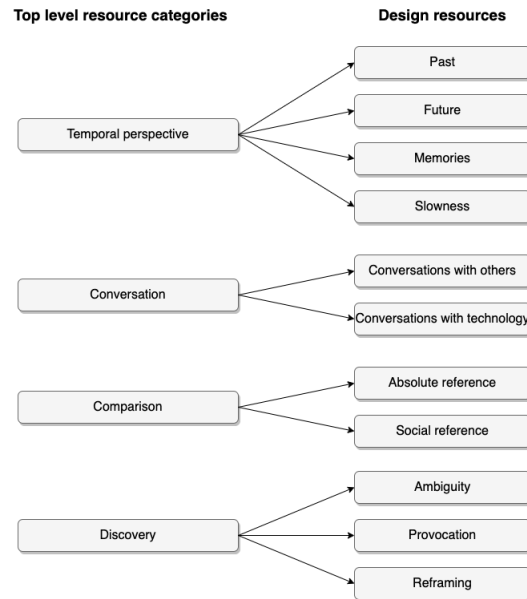 Top level resource categories
Design resources
Temporal perspective
Past
Future
Memories
Slowness
Conversation
Conversations with others
Conversations with technology
Comparison
Absolute reference
Social reference
Discovery
Ambiguity
Provocation
Reframing